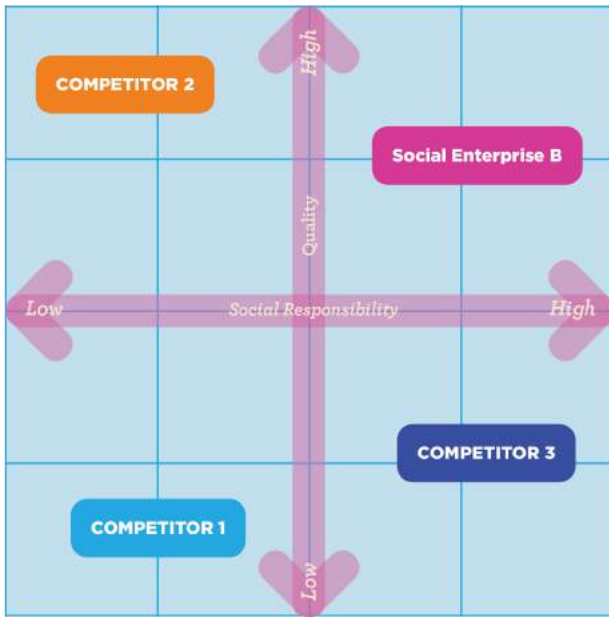 High
COMPETITOR 2
Social Enterprise B
Quality
Low
Social Responsibility
High
COMPETITOR 3
COMPETITOR 1
Low